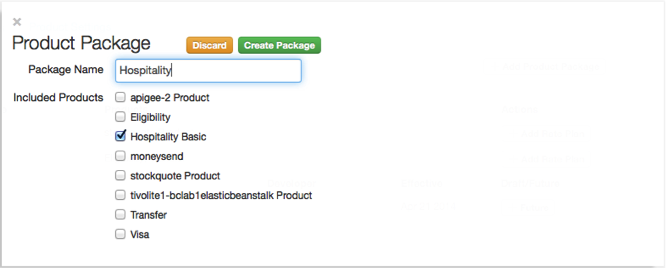 ×
Product Package Discard Create Package
Package Name Hospitality
Included Products apigee-2 Product
Eligibility
Hospitality Basic
moneysend
stockquote Product
tivolite1-bclab1elasticbeanstalk Product
Transfer
Visa